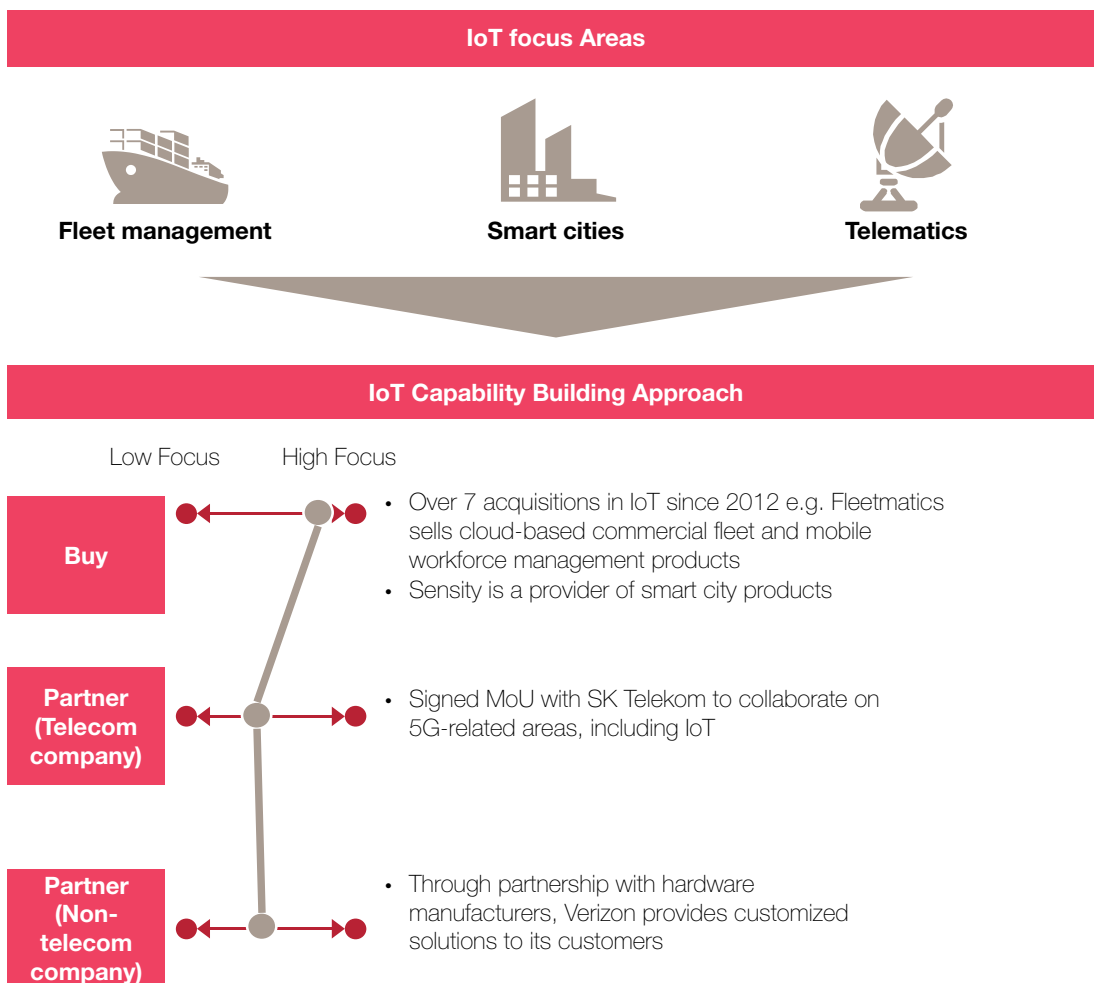 IoT focus Areas
Fleet management
Smart cities
Telematics
IoT Capability Building Approach
Low Focus
High Focus
Buy
• Over 7 acquisitions in IoT since 2012 e.g. Fleetmatics
sells cloud-based commercial fleet and mobile
workforce management products
• Sensity is a provider of smart city products
Partner
(Telecom
company)
• Signed MoU with SK Telekom to collaborate on
5G-related areas, including IoT
Partner
(Non-
telecom
company)
• Through partnership with hardware
manufacturers, Verizon provides customized
solutions to its customers